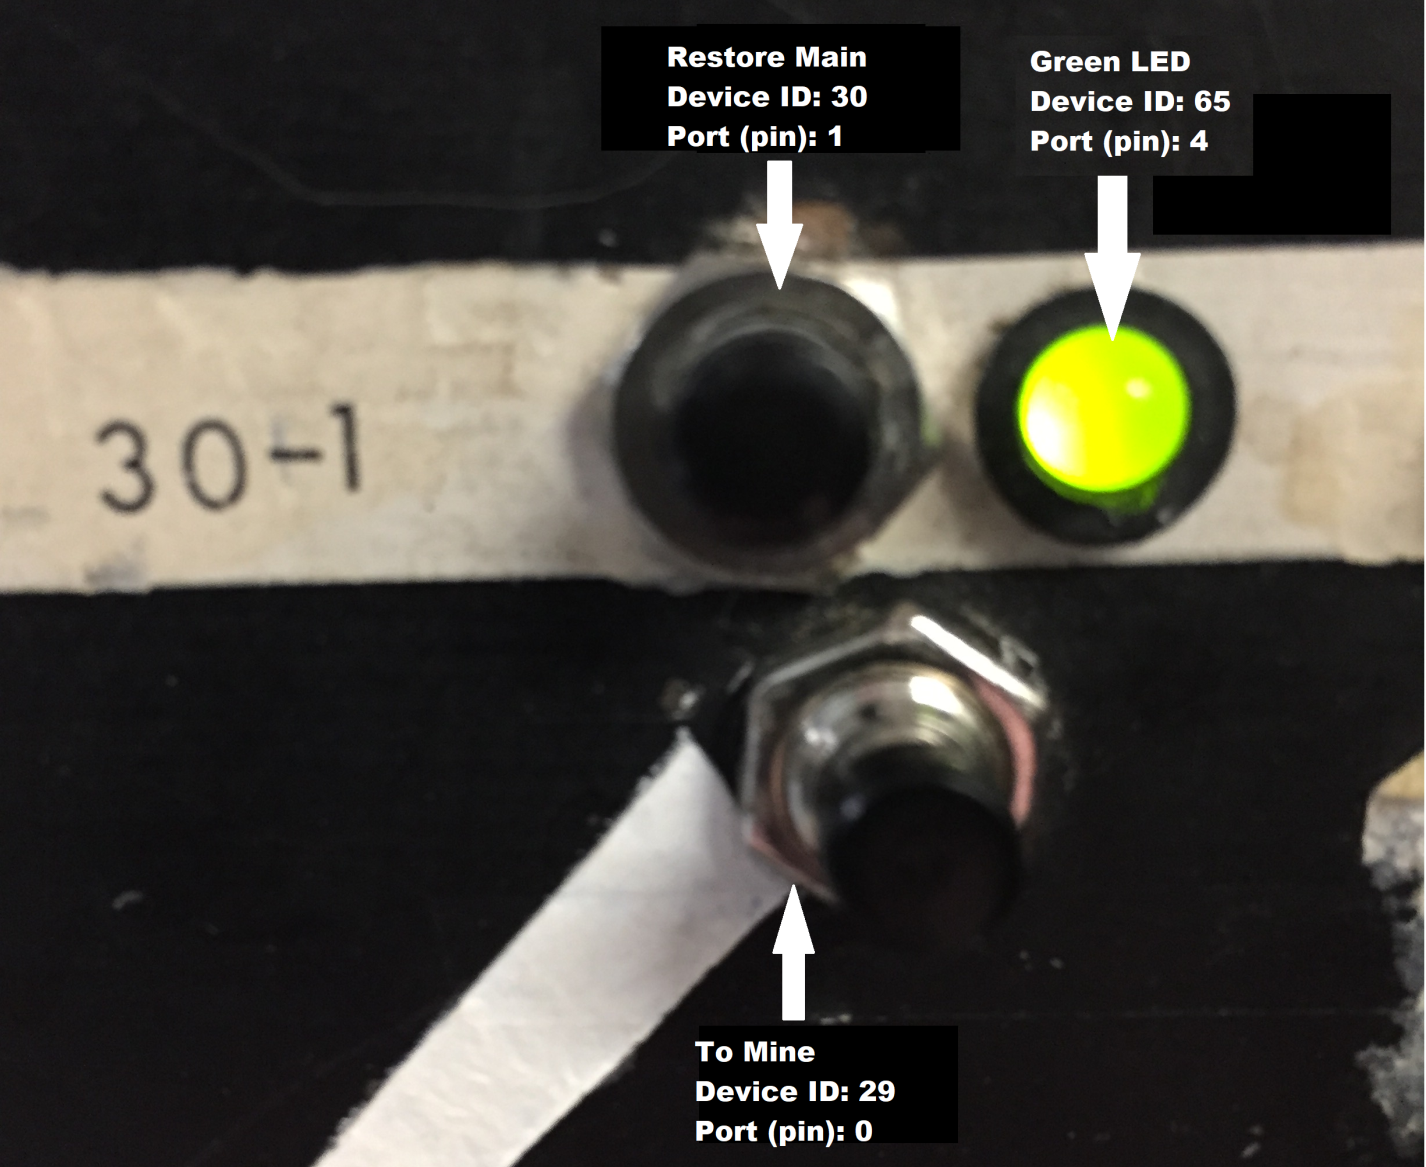 Restore Main
Device ID: 30
Port (pin): 1
Green LED
Device ID: 65
Port (pin): 4
30-1
To Mine
Device ID: 29
Port (pin): 0